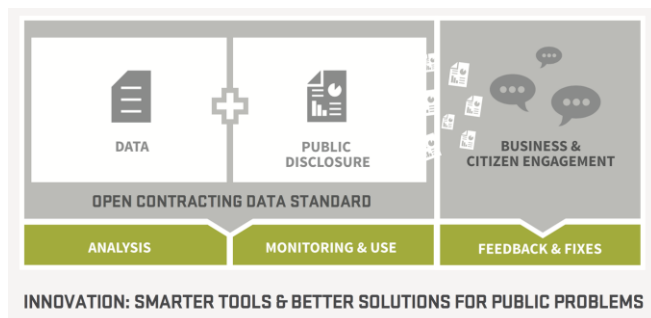 DATA
PUBLIC
DISCLOSURE
BUSINESS &
CITIZEN ENGAGEMENT
OPEN CONTRACTING DATA STANDARD
ANALYSIS
MONITORING & USE
FEEDBACK & FIXES
INNOVATION: SMARTER TOOLS & BETTER SOLUTIONS FOR PUBLIC PROBLEMS